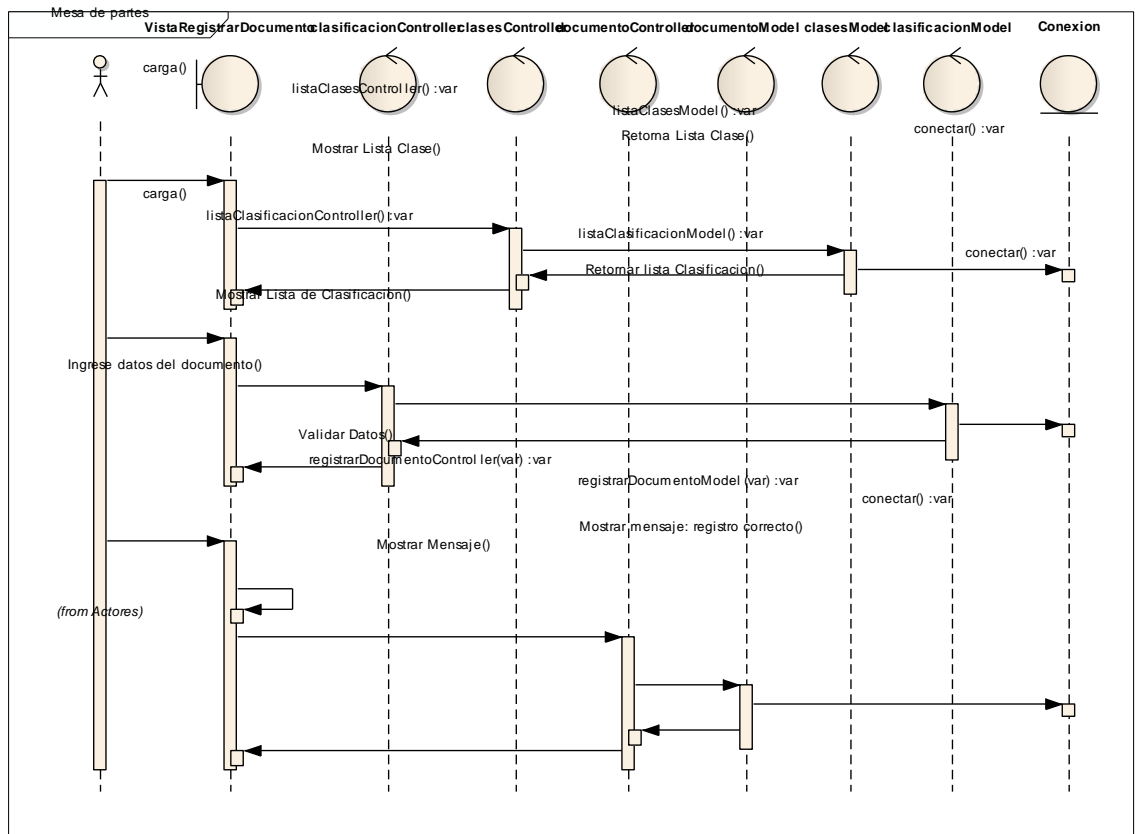 Mesa de partes
VistaRegistrarDocumento clasificacionController clasesController documentoController documentoModel clasesModel clasificacionModel Conexion
carga()
listaClasesController() :var
listaClasesModel() :var
conectar() :var
Retorna Lista Clase()
Mostrar Lista Clase()
carga()
listaClasificacionController() :var
listaClasificacionModel() :var
conectar() :var
Retornar lista Clasificacion()
Mostrar Lista de Clasificacion()
Ingrese datos del documento()
Validar Datos()
registrarDocumentoController(var) :var
registrarDocumentoModel(var) :var
conectar() :var
Mostrar mensaje: registro correcto()
Mostrar Mensaje()
(from Actores)